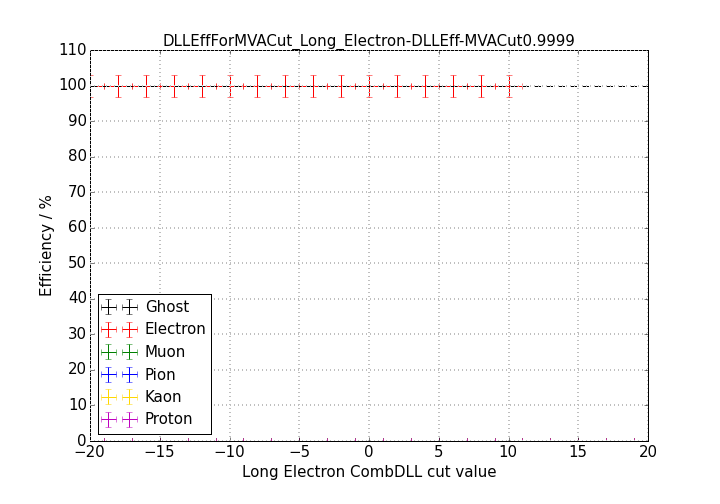 DLLEffForMVACut_Long_Electron-DLLEff-MVACut0.9999
110
100
90
80
70
60
50
40
30
20
10
0
Efficiency / %
Ghost
Electron
Muon
Pion
Kaon
Proton
−20 −15 −10 −5 0 5 10 15 20
Long Electron CombDLL cut value